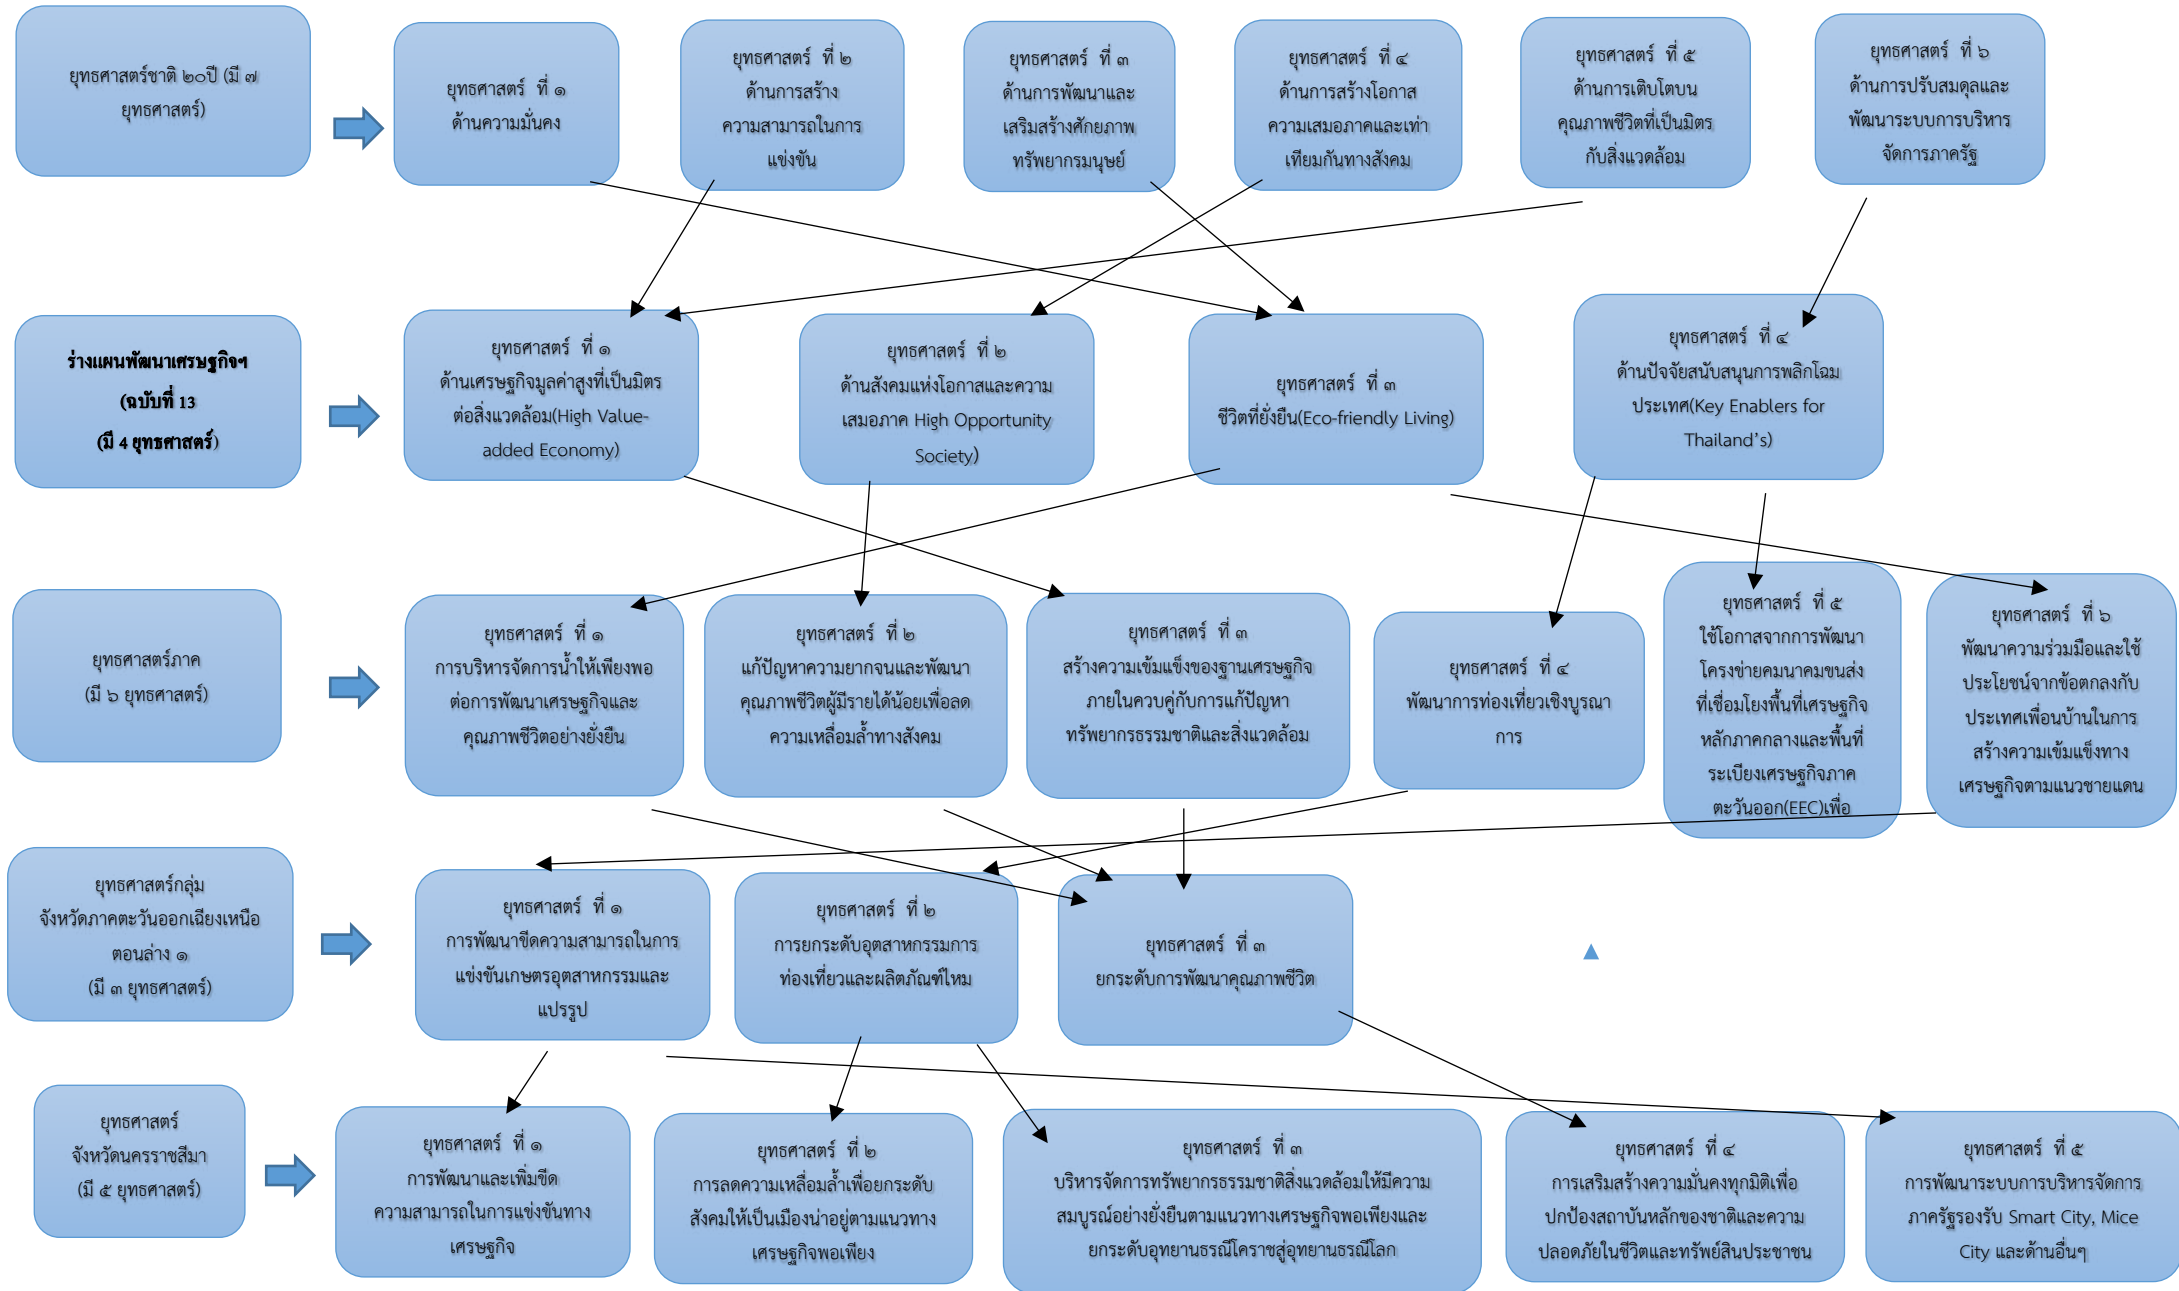 ยุทธศาสตร์ชาติ ๒๐ปี (มี ๗
ยุทธศาสตร์)
ยุทธศาสตร์ ที่ ๑
ด้านความมั่นคง
ยุทธศาสตร์ ที่ ๒
ด้านการสร้าง
ความสามารถในการ
แข่งขัน
ยุทธศาสตร์ ที่ ๓
ด้านการพัฒนาและ
เสริมสร้างศักยภาพ
ทรัพยากรมนุษย์
ยุทธศาสตร์ ที่ ๔
ด้านการสร้างโอกาส
ความเสมอภาคและเท่า
เทียมกันทางสังคม
ยุทธศาสตร์ ที่ ๕
ด้านการเติบโตบน
คุณภาพชีวิตที่เป็นมิตร
กับสิ่งแวดล้อม
ยุทธศาสตร์ ที่ ๖
ด้านการปรับสมดุลและ
พัฒนาระบบการบริหาร
จัดการภาครัฐ
ร่างแผนพัฒนาเศรษฐกิจฯ
(ฉบับที่ 13
(มี 4 ยุทธศาสตร์)
ยุทธศาสตร์ ที่ ๑
ด้านเศรษฐกิจมูลค่าสูงที่เป็นมิตร
ต่อสิ่งแวดล้อม(High Value-
added Economy)
ยุทธศาสตร์ ที่ ๒
ด้านสังคมแห่งโอกาสและความ
เสมอภาค High Opportunity
Society)
ยุทธศาสตร์ ที่ ๓
ชีวิตที่ยั่งยืน(Eco-friendly Living)
ยุทธศาสตร์ ที่ ๔
ด้านปัจจัยสนับสนุนการพลิกโฉม
ประเทศ(Key Enablers for
Thailand's)
ยุทธศาสตร์ภาค
(มี ๖ ยุทธศาสตร์)
ยุทธศาสตร์ ที่ ๑
การบริหารจัดการน้ำให้เพียงพอ
ต่อการพัฒนาเศรษฐกิจและ
คุณภาพชีวิตอย่างยั่งยืน
ยุทธศาสตร์ ที่ ๒
แก้ปัญหาความยากจนและพัฒนา
คุณภาพชีวิตผู้มีรายได้น้อยเพื่อลด
ความเหลื่อมล้ำทางสังคม
ยุทธศาสตร์ ที่ ๓
สร้างความเข้มแข็งของฐานเศรษฐกิจ
ภายในควบคู่กับการแก้ปัญหา
ทรัพยากรธรรมชาติและสิ่งแวดล้อม
ยุทธศาสตร์ ที่ ๔
พัฒนาการท่องเที่ยวเชิงบูรณา
การ
ยุทธศาสตร์ ที่ ๕
ใช้โอกาสจากการพัฒนา
โครงข่ายคมนาคมขนส่ง
ที่เชื่อมโยงพื้นที่เศรษฐกิจ
หลักภาคกลางและพื้นที่
ระเบียงเศรษฐกิจภาค
ตะวันออก(EEC)เพื่อ
ยุทธศาสตร์ ที่ ๖
พัฒนาความร่วมมือและใช้
ประโยชน์จากข้อตกลงกับ
ประเทศเพื่อนบ้านในการ
สร้างความเข้มแข็งทาง
เศรษฐกิจตามแนวชายแดน
ยุทธศาสตร์กลุ่ม
จังหวัดภาคตะวันออกเฉียงเหนือ
ตอนล่าง ๑
(มี ๓ ยุทธศาสตร์)
ยุทธศาสตร์ ที่ ๑
การพัฒนาขีดความสามารถในการ
แข่งขันเกษตรอุตสาหกรรมและ
แปรรูป
ยุทธศาสตร์ ที่ ๒
การยกระดับอุตสาหกรรมการ
ท่องเที่ยวและผลิตภัณฑ์ไหม
ยุทธศาสตร์ ที่ ๓
ยกระดับการพัฒนาคุณภาพชีวิต
ยุทธศาสตร์
จังหวัดนครราชสีมา
(มี ๕ ยุทธศาสตร์)
ยุทธศาสตร์ ที่ ๑
การพัฒนาและเพิ่มขีด
ความสามารถในการแข่งขันทาง
เศรษฐกิจ
ยุทธศาสตร์ ที่ ๒
การลดความเหลื่อมล้ำเพื่อยกระดับ
สังคมให้เป็นเมืองน่าอยู่ตามแนวทาง
เศรษฐกิจพอเพียง
ยุทธศาสตร์ ที่ ๓
บริหารจัดการทรัพยากรธรรมชาติสิ่งแวดล้อมให้มีความ
สมบูรณ์อย่างยั่งยืนตามแนวทางเศรษฐกิจพอเพียงและ
ยกระดับอุทยานธรณีโคราชสู่อุทยานธรณีโลก
ยุทธศาสตร์ ที่ ๔
การเสริมสร้างความมั่นคงทุกมิติเพื่อ
ปกป้องสถาบันหลักของชาติและความ
ปลอดภัยในชีวิตและทรัพย์สินประชาชน
ยุทธศาสตร์ ที่ ๕
การพัฒนาระบบการบริหารจัดการ
ภาครัฐรองรับ Smart City, Mice
City และด้านอื่นๆ